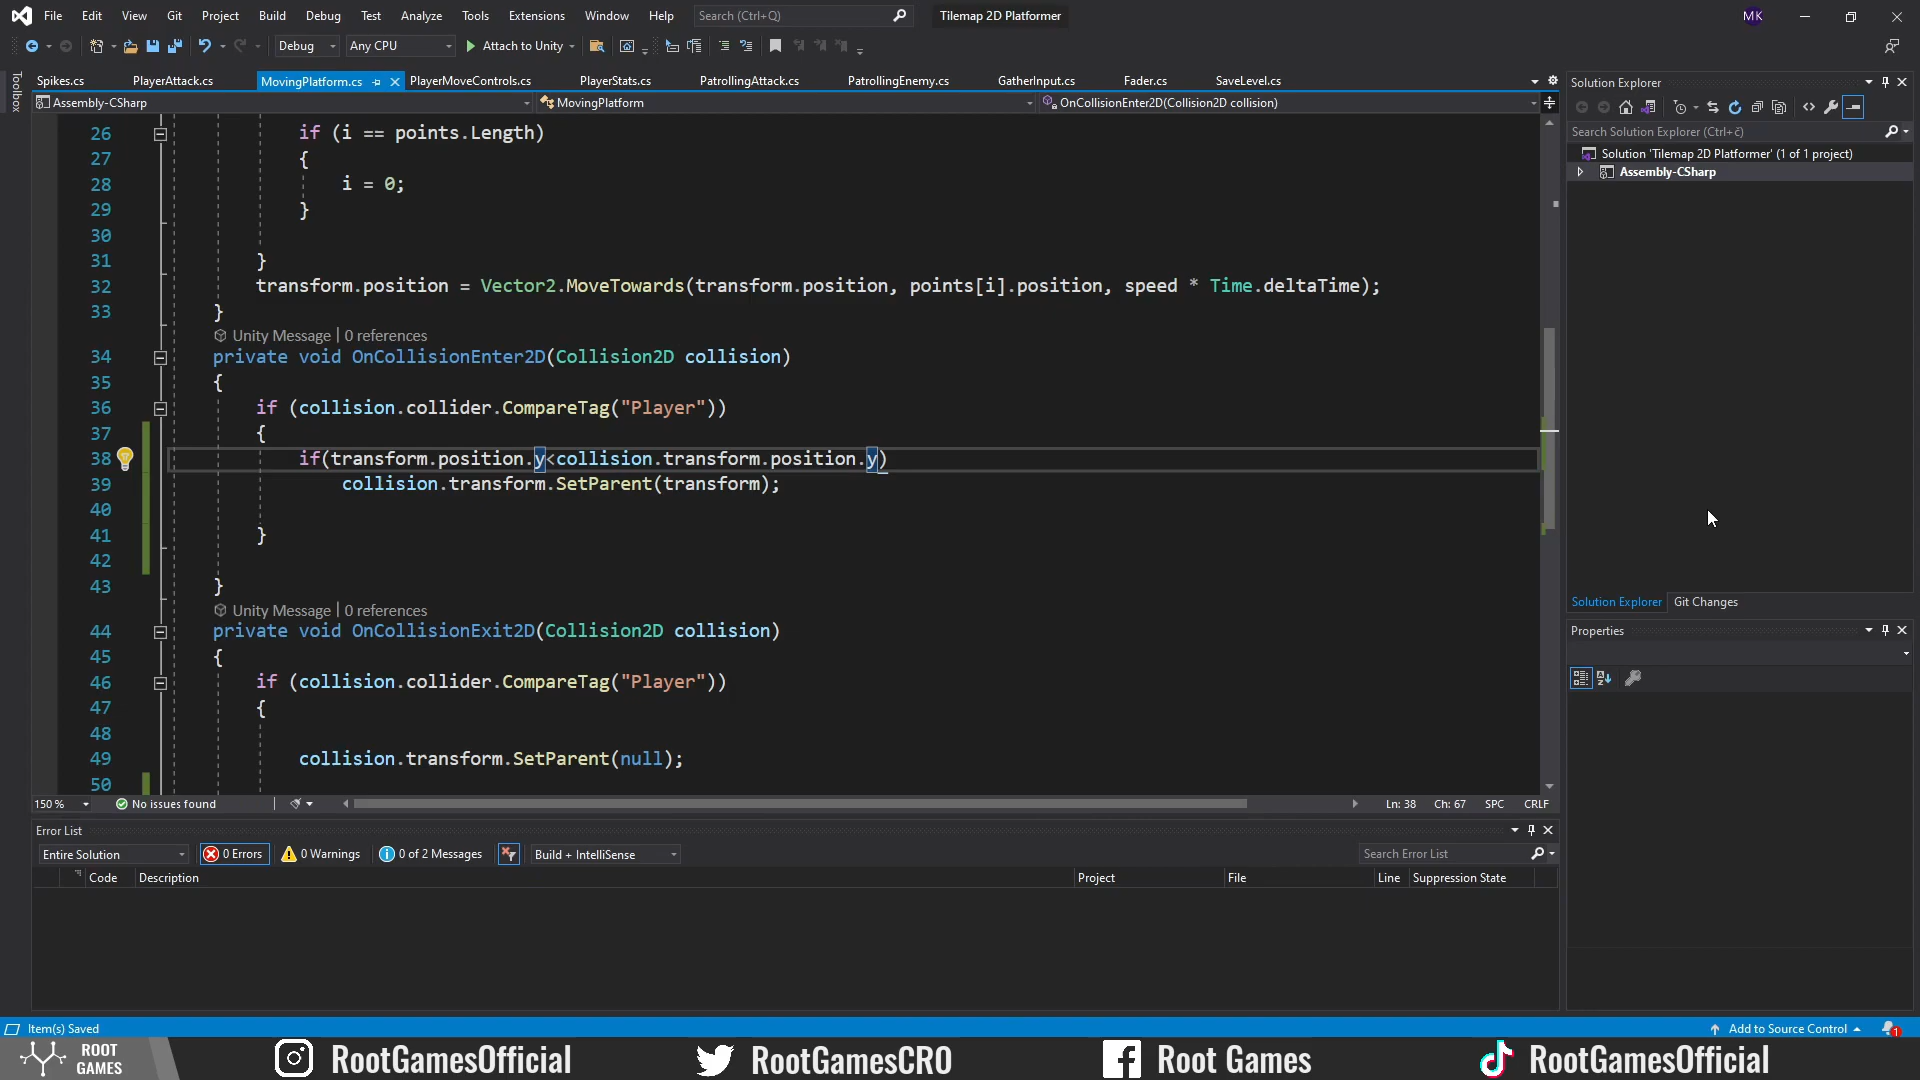 File Edit View Git Project Build Debug Test Analyze Tools Extensions Window Help Search (Ctrl+Q) Tilemap 2D Platformer MK
Debug Any CPU Attach to Unity
Toolbox
Spikes.cs PlayerAttack.cs MovingPlatform.cs PlayerMoveControls.cs PlayerStats.cs PatrollingAttack.cs PatrollingEnemy.cs GatherInput.cs Fader.cs SaveLevel.cs
Assembly-CSharp MovingPlatform OnCollisionEnter2D(Collision2D collision)
26 if (i == points.Length)
27 {
28 i = 0;
29 }
30
31 }
32 transform.position = Vector2.MoveTowards(transform.position, points[i].position, speed * Time.deltaTime);
33 }
Unity Message | 0 references
34 private void OnCollisionEnter2D(Collision2D collision)
35 {
36 if (collision.collider.CompareTag("Player"))
37 {
38 if(transform.position.y<collision.transform.position.y)
39 collision.transform.SetParent(transform);
40
41 }
42
43 }
Unity Message | 0 references
44 private void OnCollisionExit2D(Collision2D collision)
45 {
46 if (collision.collider.CompareTag("Player"))
47 {
48
49 collision.transform.SetParent(null);
50
150 % No issues found Ln: 38 Ch: 67 SPC CRLF
Error List
Entire Solution 0 Errors 0 Warnings 0 of 2 Messages Build + IntelliSense Search Error List
Code Description Project File Line Suppression State
Solution Explorer
Search Solution Explorer (Ctrl+č)
Solution 'Tilemap 2D Platformer' (1 of 1 project)
Assembly-CSharp
Solution Explorer Git Changes
Properties
Item(s) Saved Add to Source Control 1
ROOT
GAMES
RootGamesOfficial RootGamesCRO Root Games RootGamesOfficial